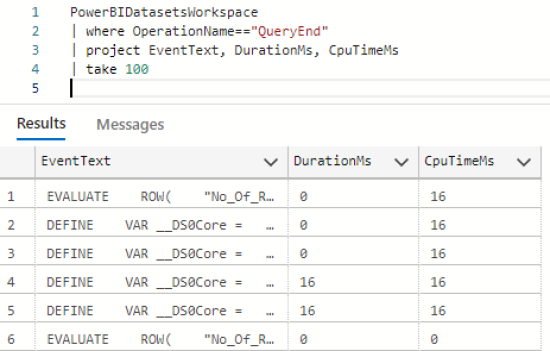 1 PowerBIDatasetsWorkspace
2 | where OperationName=="QueryEnd"
3 | project EventText, DurationMs, CpuTimeMs
4 | take 100
5
Results Messages
EventText DurationMs CpuTimeMs
1 EVALUATE ROW( "No_Of_R... 0 16
2 DEFINE VAR __DS0Core = ... 0 16
3 DEFINE VAR __DS0Core = ... 0 16
4 DEFINE VAR __DS0Core = ... 16 16
5 DEFINE VAR __DS0Core = ... 16 16
6 EVALUATE ROW( "No_Of_R... 0 0